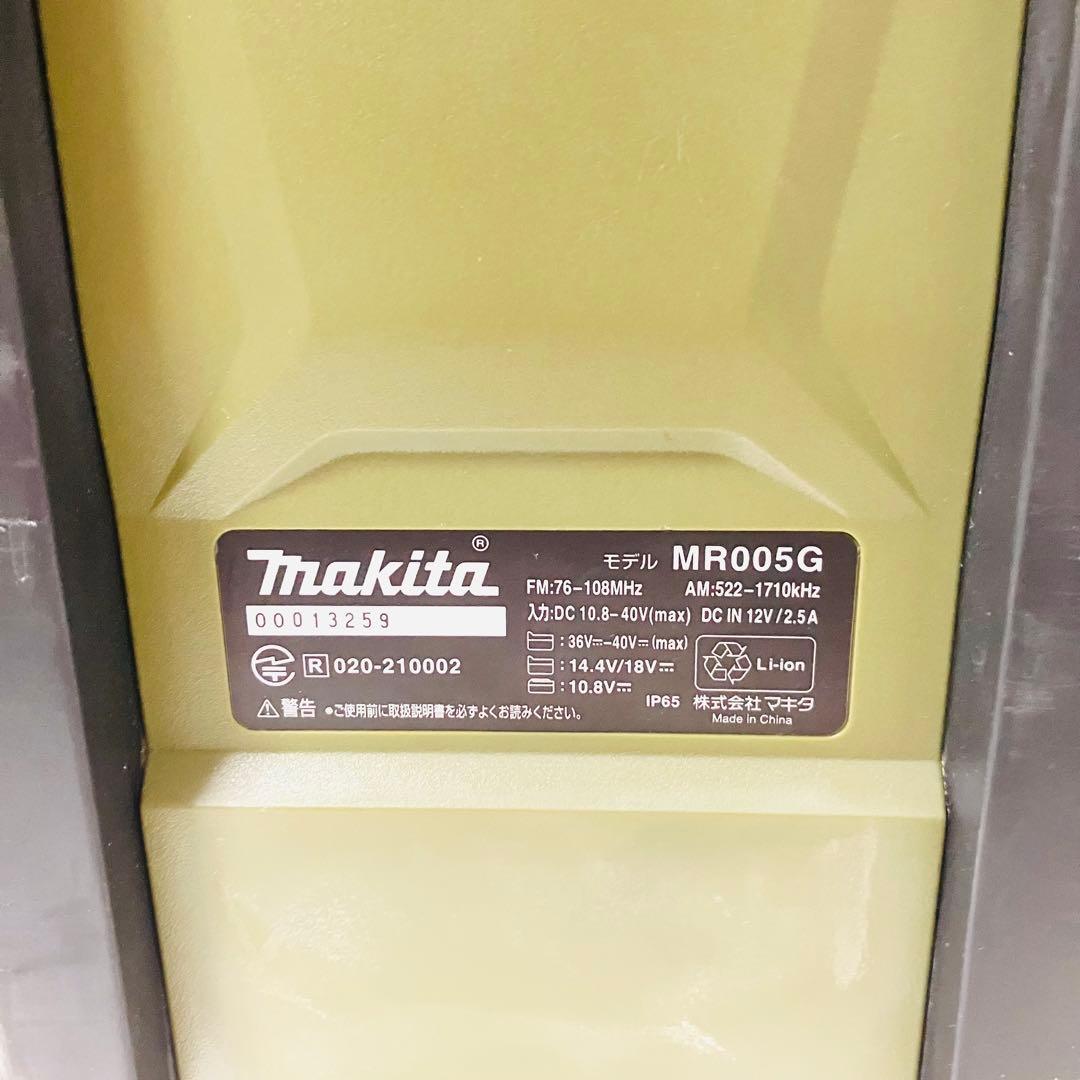 makita®
00013259
R 020-210002
⚠警告 ●ご使用前に取扱説明書を必ずよくお読みください。
モデル MR005G
FM:76-108MHz AM:522-1710kHz
入力:DC 10.8-40V(max) DC IN 12V/2.5A
: 36V⎓-40V⎓(max)
: 14.4V/18V⎓
: 10.8V⎓
Li-ion
IP65 株式会社 マキタ
Made in China